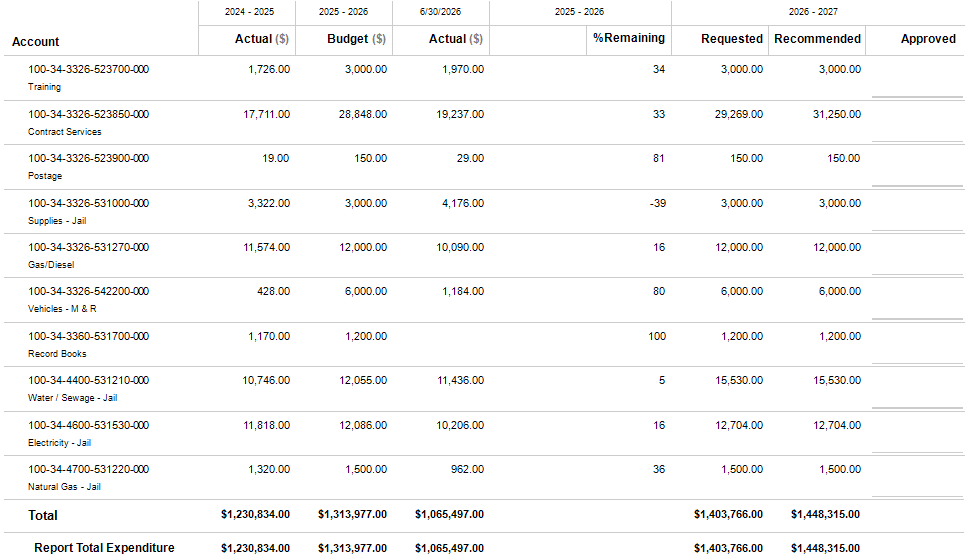 2024 - 2025 2025 - 2026 6/30/2026 2025 - 2026 2026 - 2027
Account Actual ($) Budget ($) Actual ($) %Remaining Requested Recommended Approved
100-34-3326-523700-000 1,726.00 3,000.00 1,970.00 34 3,000.00 3,000.00
Training
100-34-3326-523850-000 17,711.00 28,848.00 19,237.00 33 29,269.00 31,250.00
Contract Services
100-34-3326-523900-000 19.00 150.00 29.00 81 150.00 150.00
Postage
100-34-3326-531000-000 3,322.00 3,000.00 4,176.00 -39 3,000.00 3,000.00
Supplies - Jail
100-34-3326-531270-000 11,574.00 12,000.00 10,090.00 16 12,000.00 12,000.00
Gas/Diesel
100-34-3326-542200-000 428.00 6,000.00 1,184.00 80 6,000.00 6,000.00
Vehicles - M & R
100-34-3360-531700-000 1,170.00 1,200.00 100 1,200.00 1,200.00
Record Books
100-34-4400-531210-000 10,746.00 12,055.00 11,436.00 5 15,530.00 15,530.00
Water / Sewage - Jail
100-34-4600-531530-000 11,818.00 12,086.00 10,206.00 16 12,704.00 12,704.00
Electricity - Jail
100-34-4700-531220-000 1,320.00 1,500.00 962.00 36 1,500.00 1,500.00
Natural Gas - Jail
Total $1,230,834.00 $1,313,977.00 $1,065,497.00 $1,403,766.00 $1,448,315.00
Report Total Expenditure $1,230,834.00 $1,313,977.00 $1,065,497.00 $1,403,766.00 $1,448,315.00